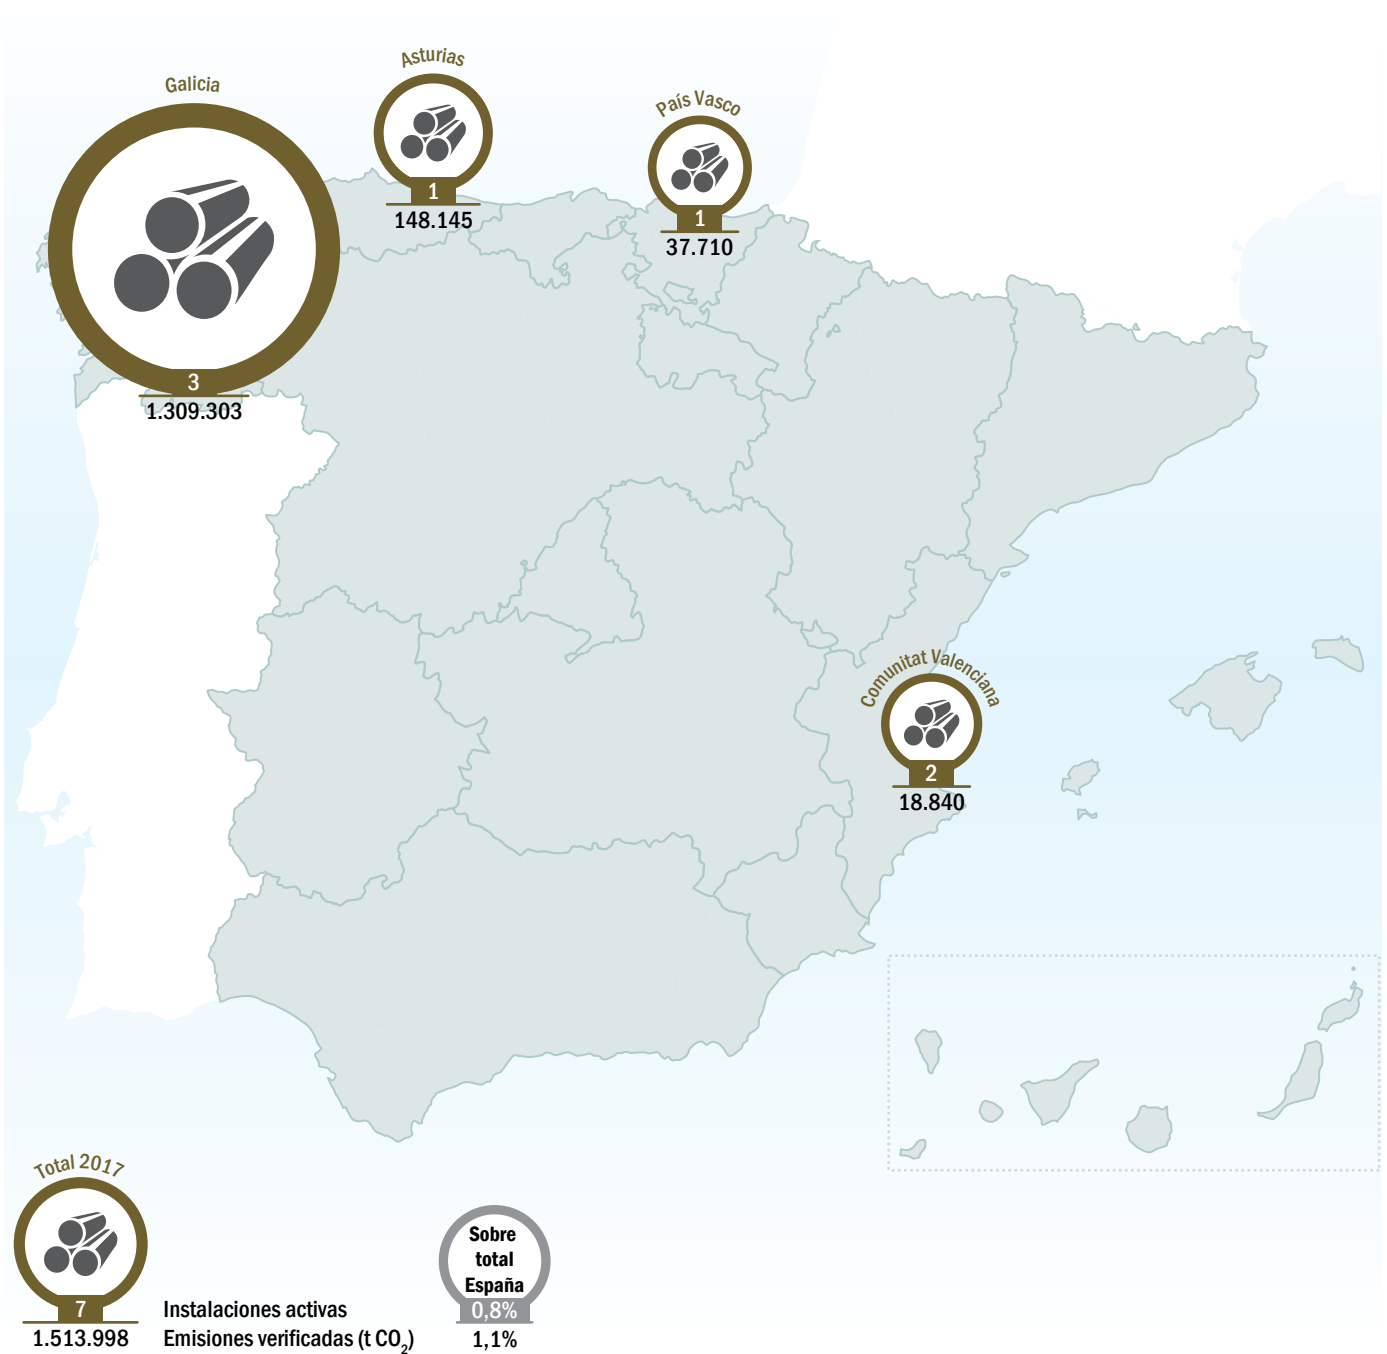 Asturias
1
148.145
Galicia
3
1.309.303
País Vasco
1
37.710
Comunitat Valenciana
2
18.840
Total 2017
7
1.513.998
Instalaciones activas
Emisiones verificadas (t CO₂)
Sobre
total
España
0,8%
1,1%